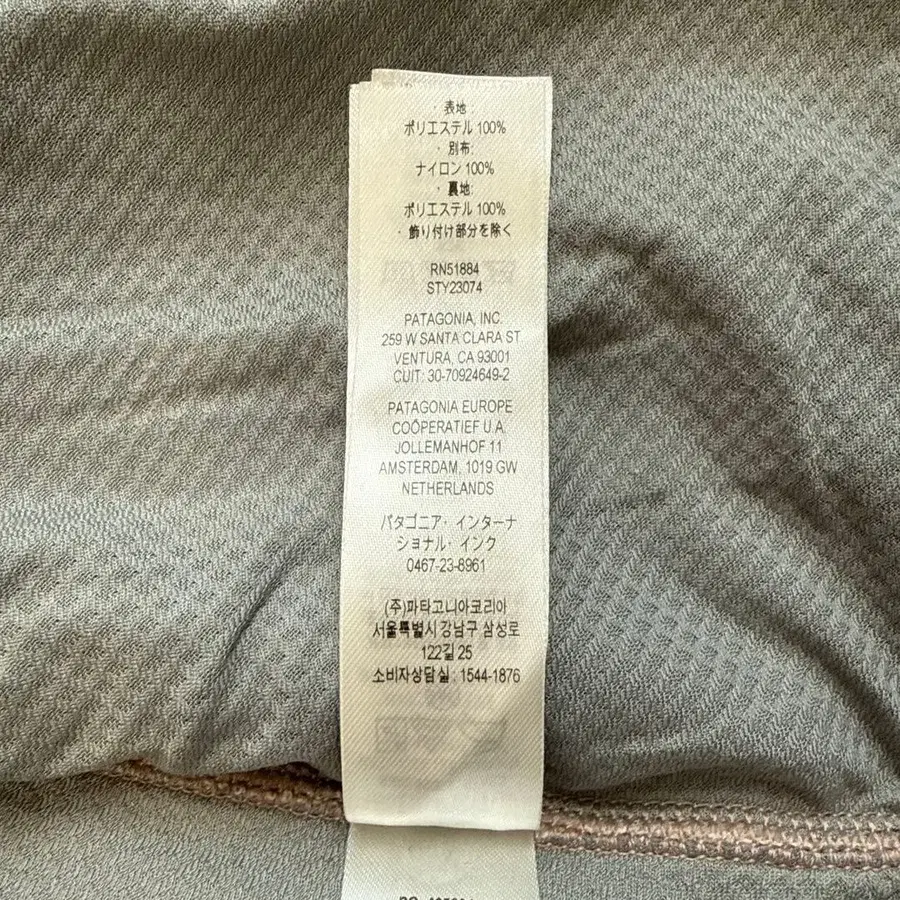 ・表地:
ポリエステル 100%
・別布:
ナイロン 100%
・裏地:
ポリエステル 100%
・飾り付け部分を除く
RN51884
STY23074
PATAGONIA, INC.
259 W SANTA CLARA ST
VENTURA, CA 93001
CUIT: 30-70924649-2
PATAGONIA EUROPE
COÖPERATIEF U.A.
JOLLEMANHOF 11
AMSTERDAM, 1019 GW
NETHERLANDS
パタゴニア・インターナ
ショナル・インク
0467-23-8961
(주)파타고니아코리아
서울특별시 강남구 삼성로
122길 25
소비자상담실 : 1544-1876